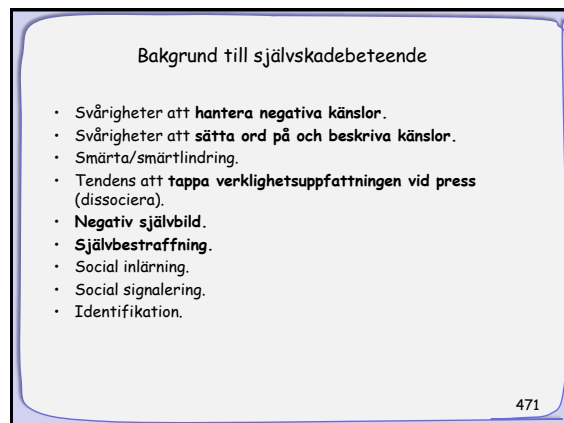 Bakgrund till självskadebeteende
• Svårigheter att hantera negativa känslor.
• Svårigheter att sätta ord på och beskriva känslor.
• Smärta/smärtlindring.
• Tendens att tappa verklighetsuppfattningen vid press
(dissociera).
• Negativ självbild.
• Självbestraffning.
• Social inlärning.
• Social signalering.
• Identifikation.
471